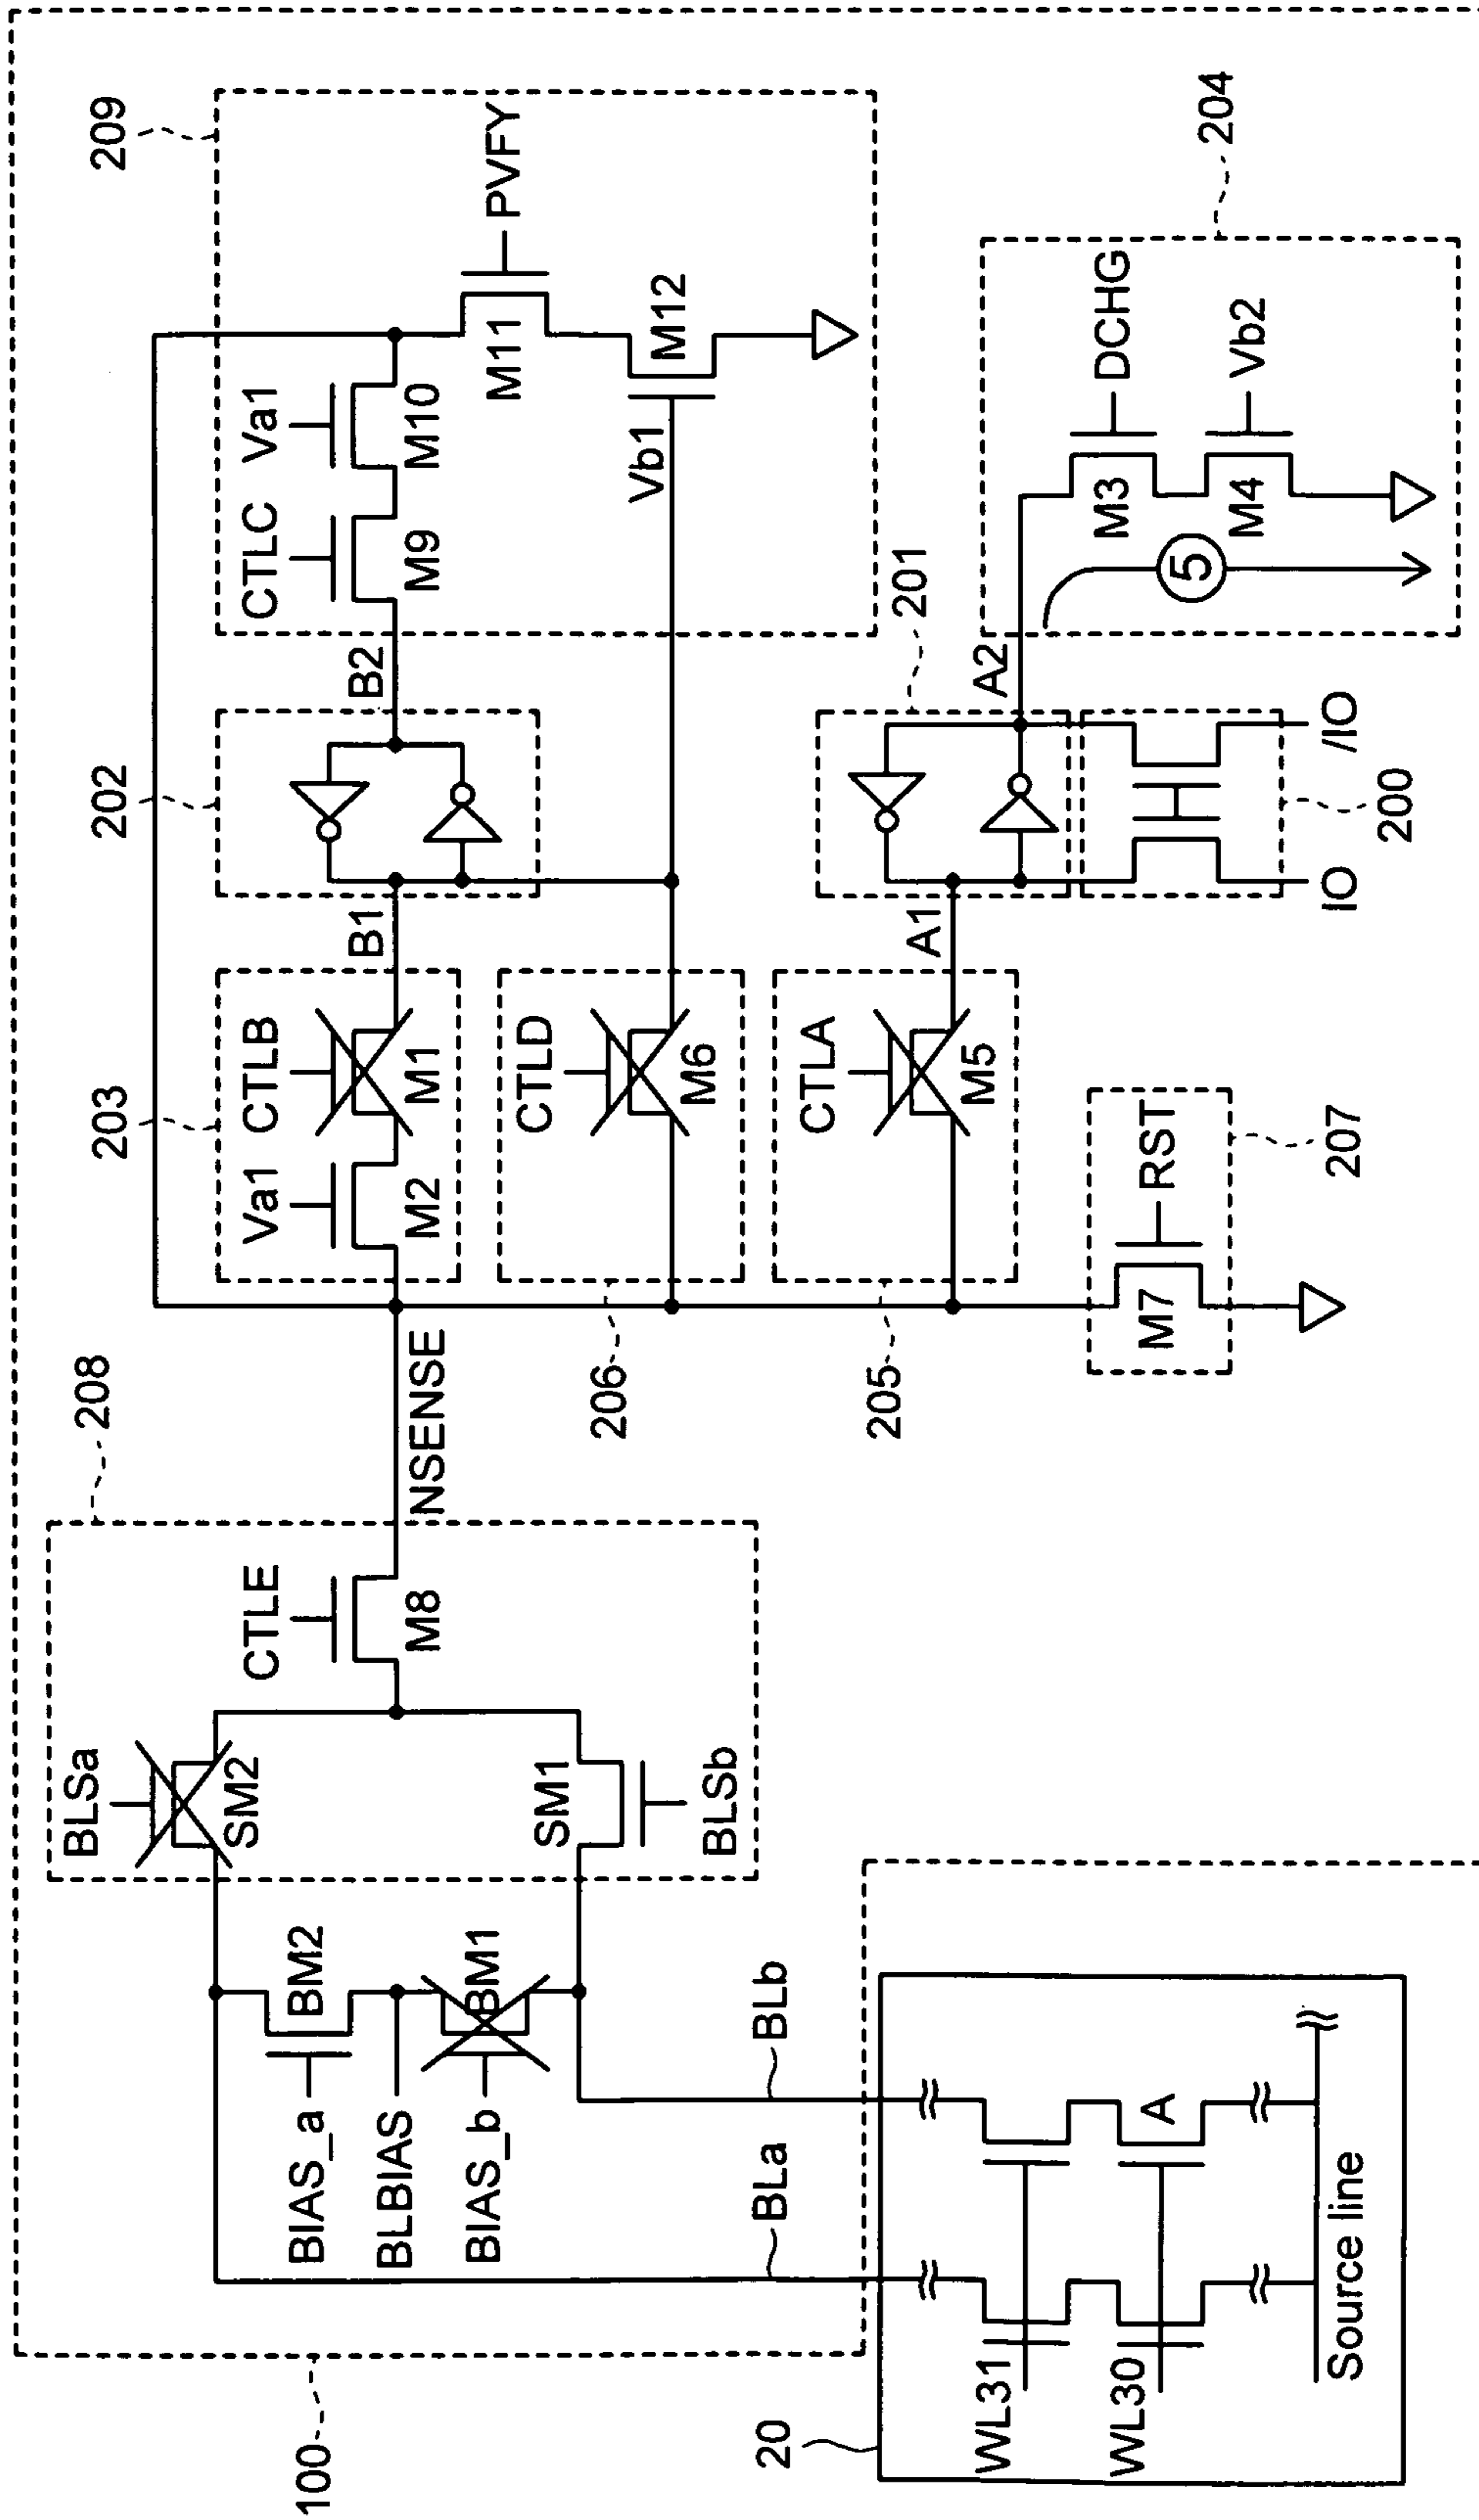 100
208
203
202
209
BLSa
SM2
CTLE
M8
SM1
BLSb
NSENSE
BIAS_a
BM2
BLBIAS
BIAS_b
BM1
BLa
BLb
20
WL31
WL30
A
Source line
Va1
CTLB
M2
M1
B1
B2
CTLC
Va1
M9
M10
M11
PVFY
Vb1
M12
206
CTLD
M6
205
CTLA
M5
A1
201
A2
204
M3
DCHG
M4
Vb2
5
M7
RST
207
IO
/IO
200